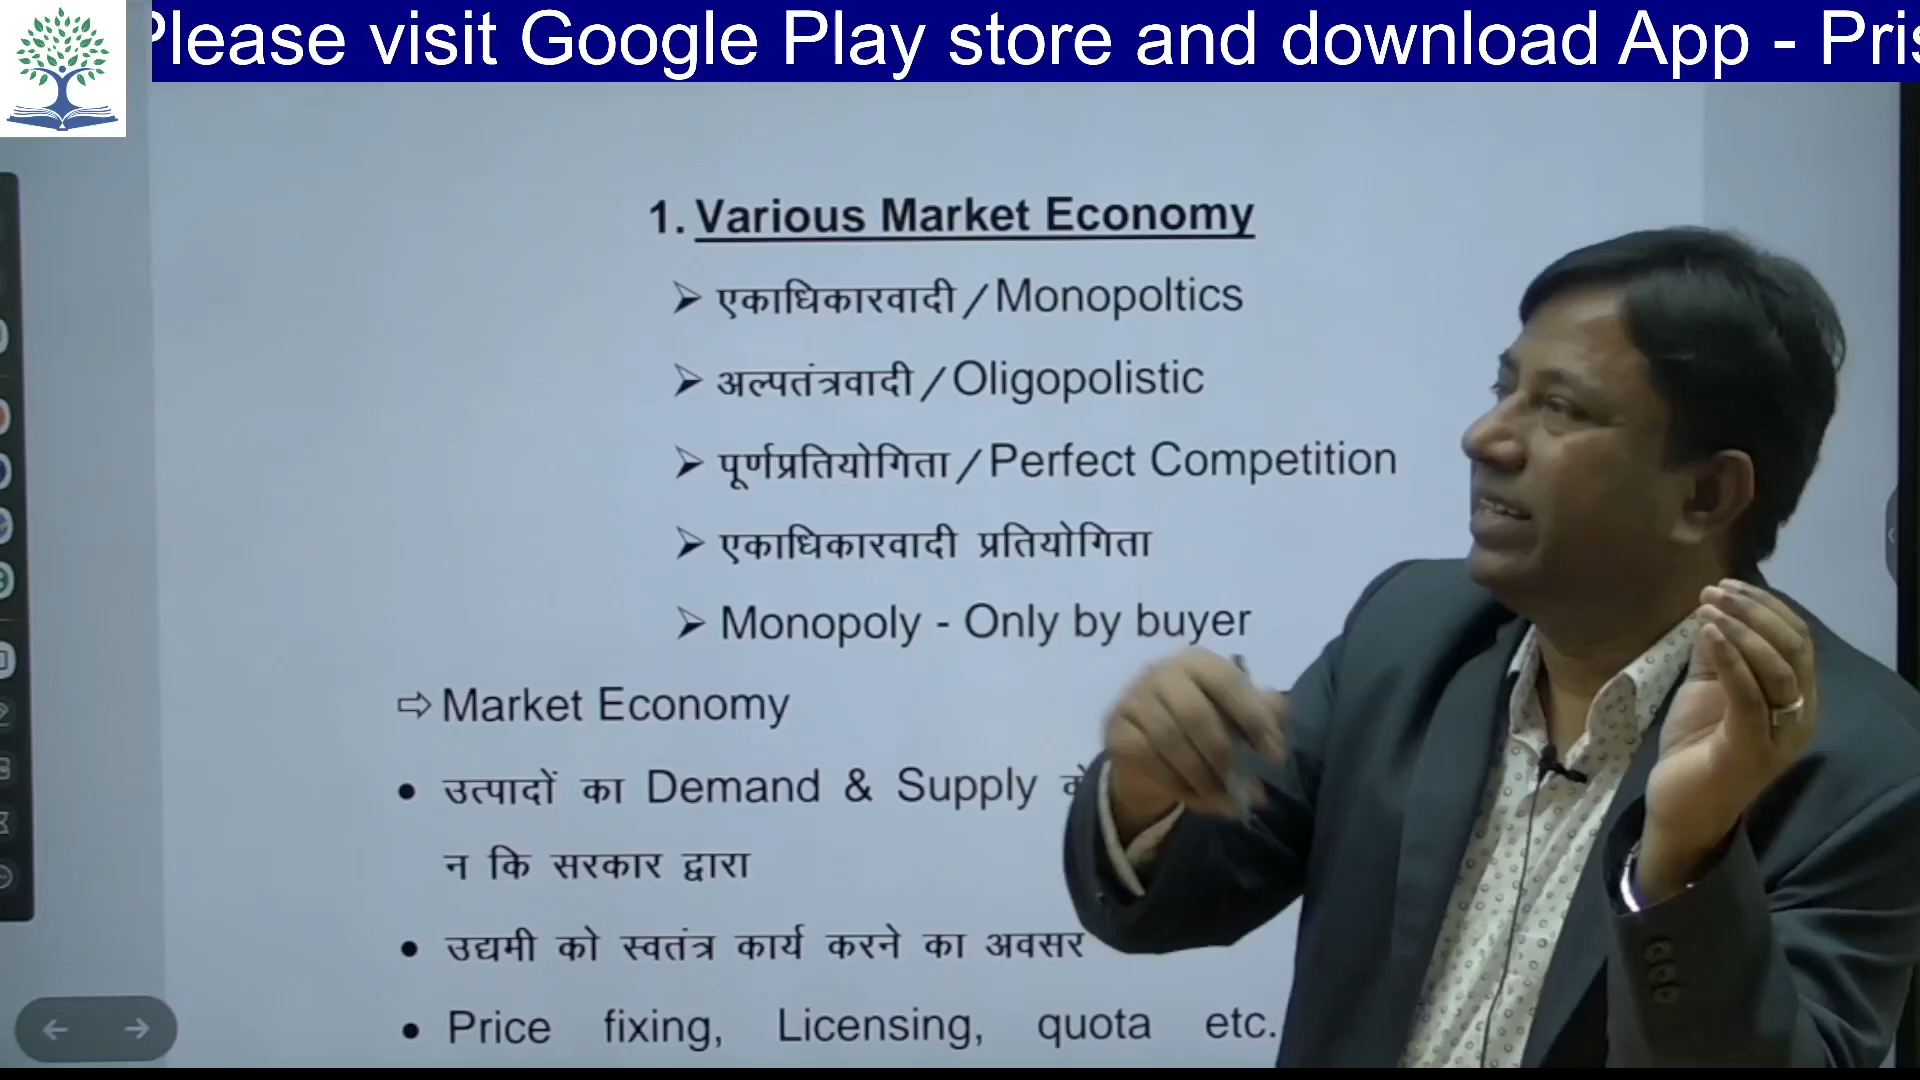 Please visit Google Play store and download App - Pris
1. Various Market Economy
➢ एकाधिकारवादी / Monopoltics
➢ अल्पतंत्रवादी / Oligopolistic
➢ पूर्णप्रतियोगिता / Perfect Competition
➢ एकाधिकारवादी प्रतियोगिता
➢ Monopoly - Only by buyer
⇨ Market Economy
• उत्पादों का Demand & Supply
न कि सरकार द्वारा
• उद्यमी को स्वतंत्र कार्य करने का अवसर
• Price fixing, Licensing, quota etc.